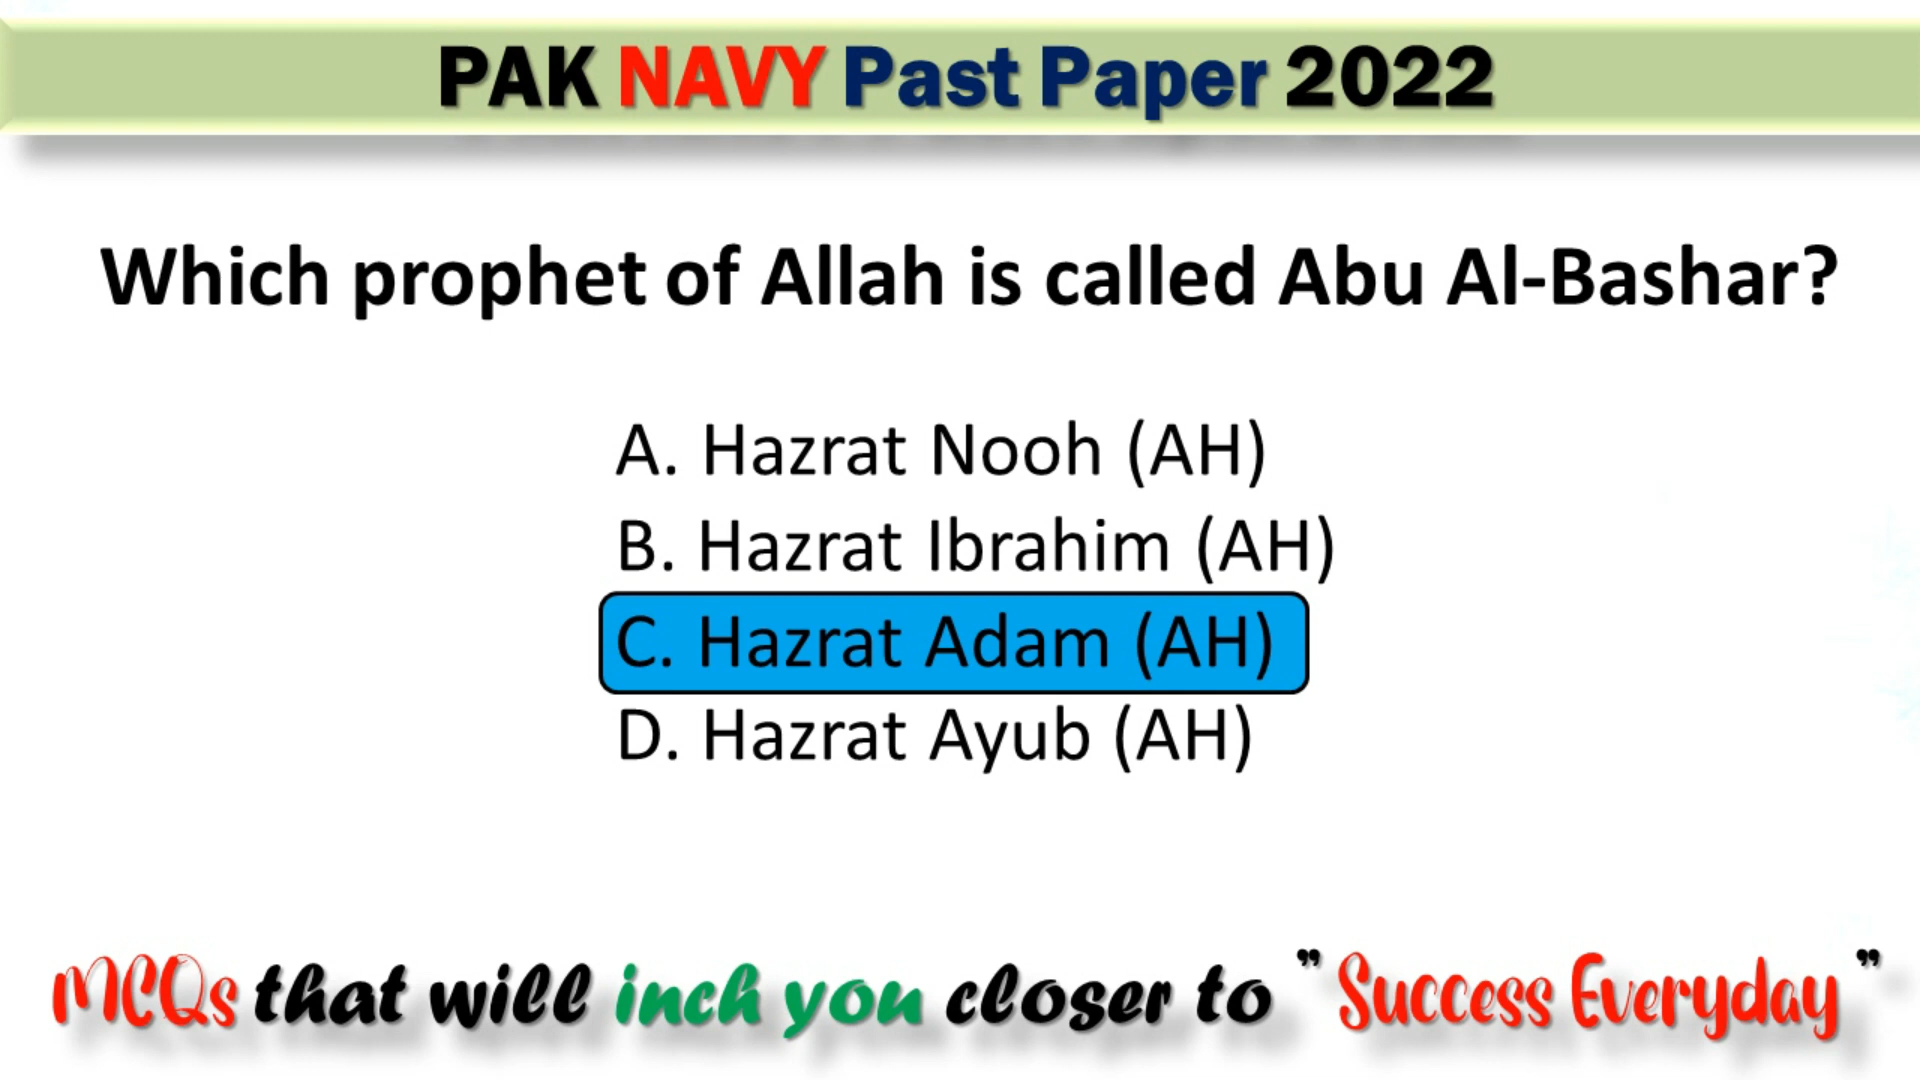 PAK NAVY Past Paper 2022
Which prophet of Allah is called Abu Al-Bashar?
A. Hazrat Nooh (AH)
B. Hazrat Ibrahim (AH)
C. Hazrat Adam (AH)
D. Hazrat Ayub (AH)
MCQs that will inch you closer to ” Success Everyday ”